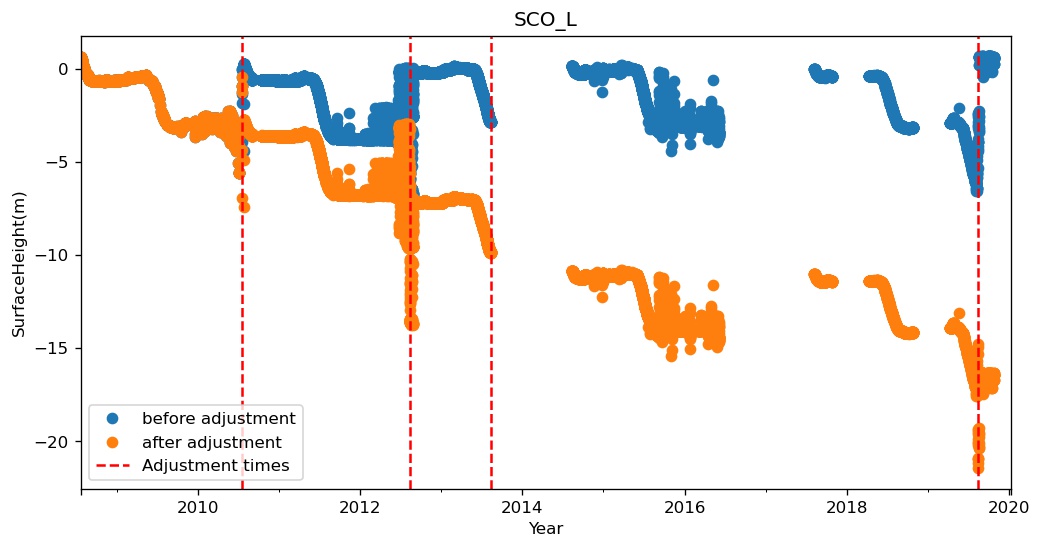 SCO_L
SurfaceHeight(m)
0
−5
−10
−15
−20
before adjustment
after adjustment
Adjustment times
2010
2012
2014
2016
2018
2020
Year